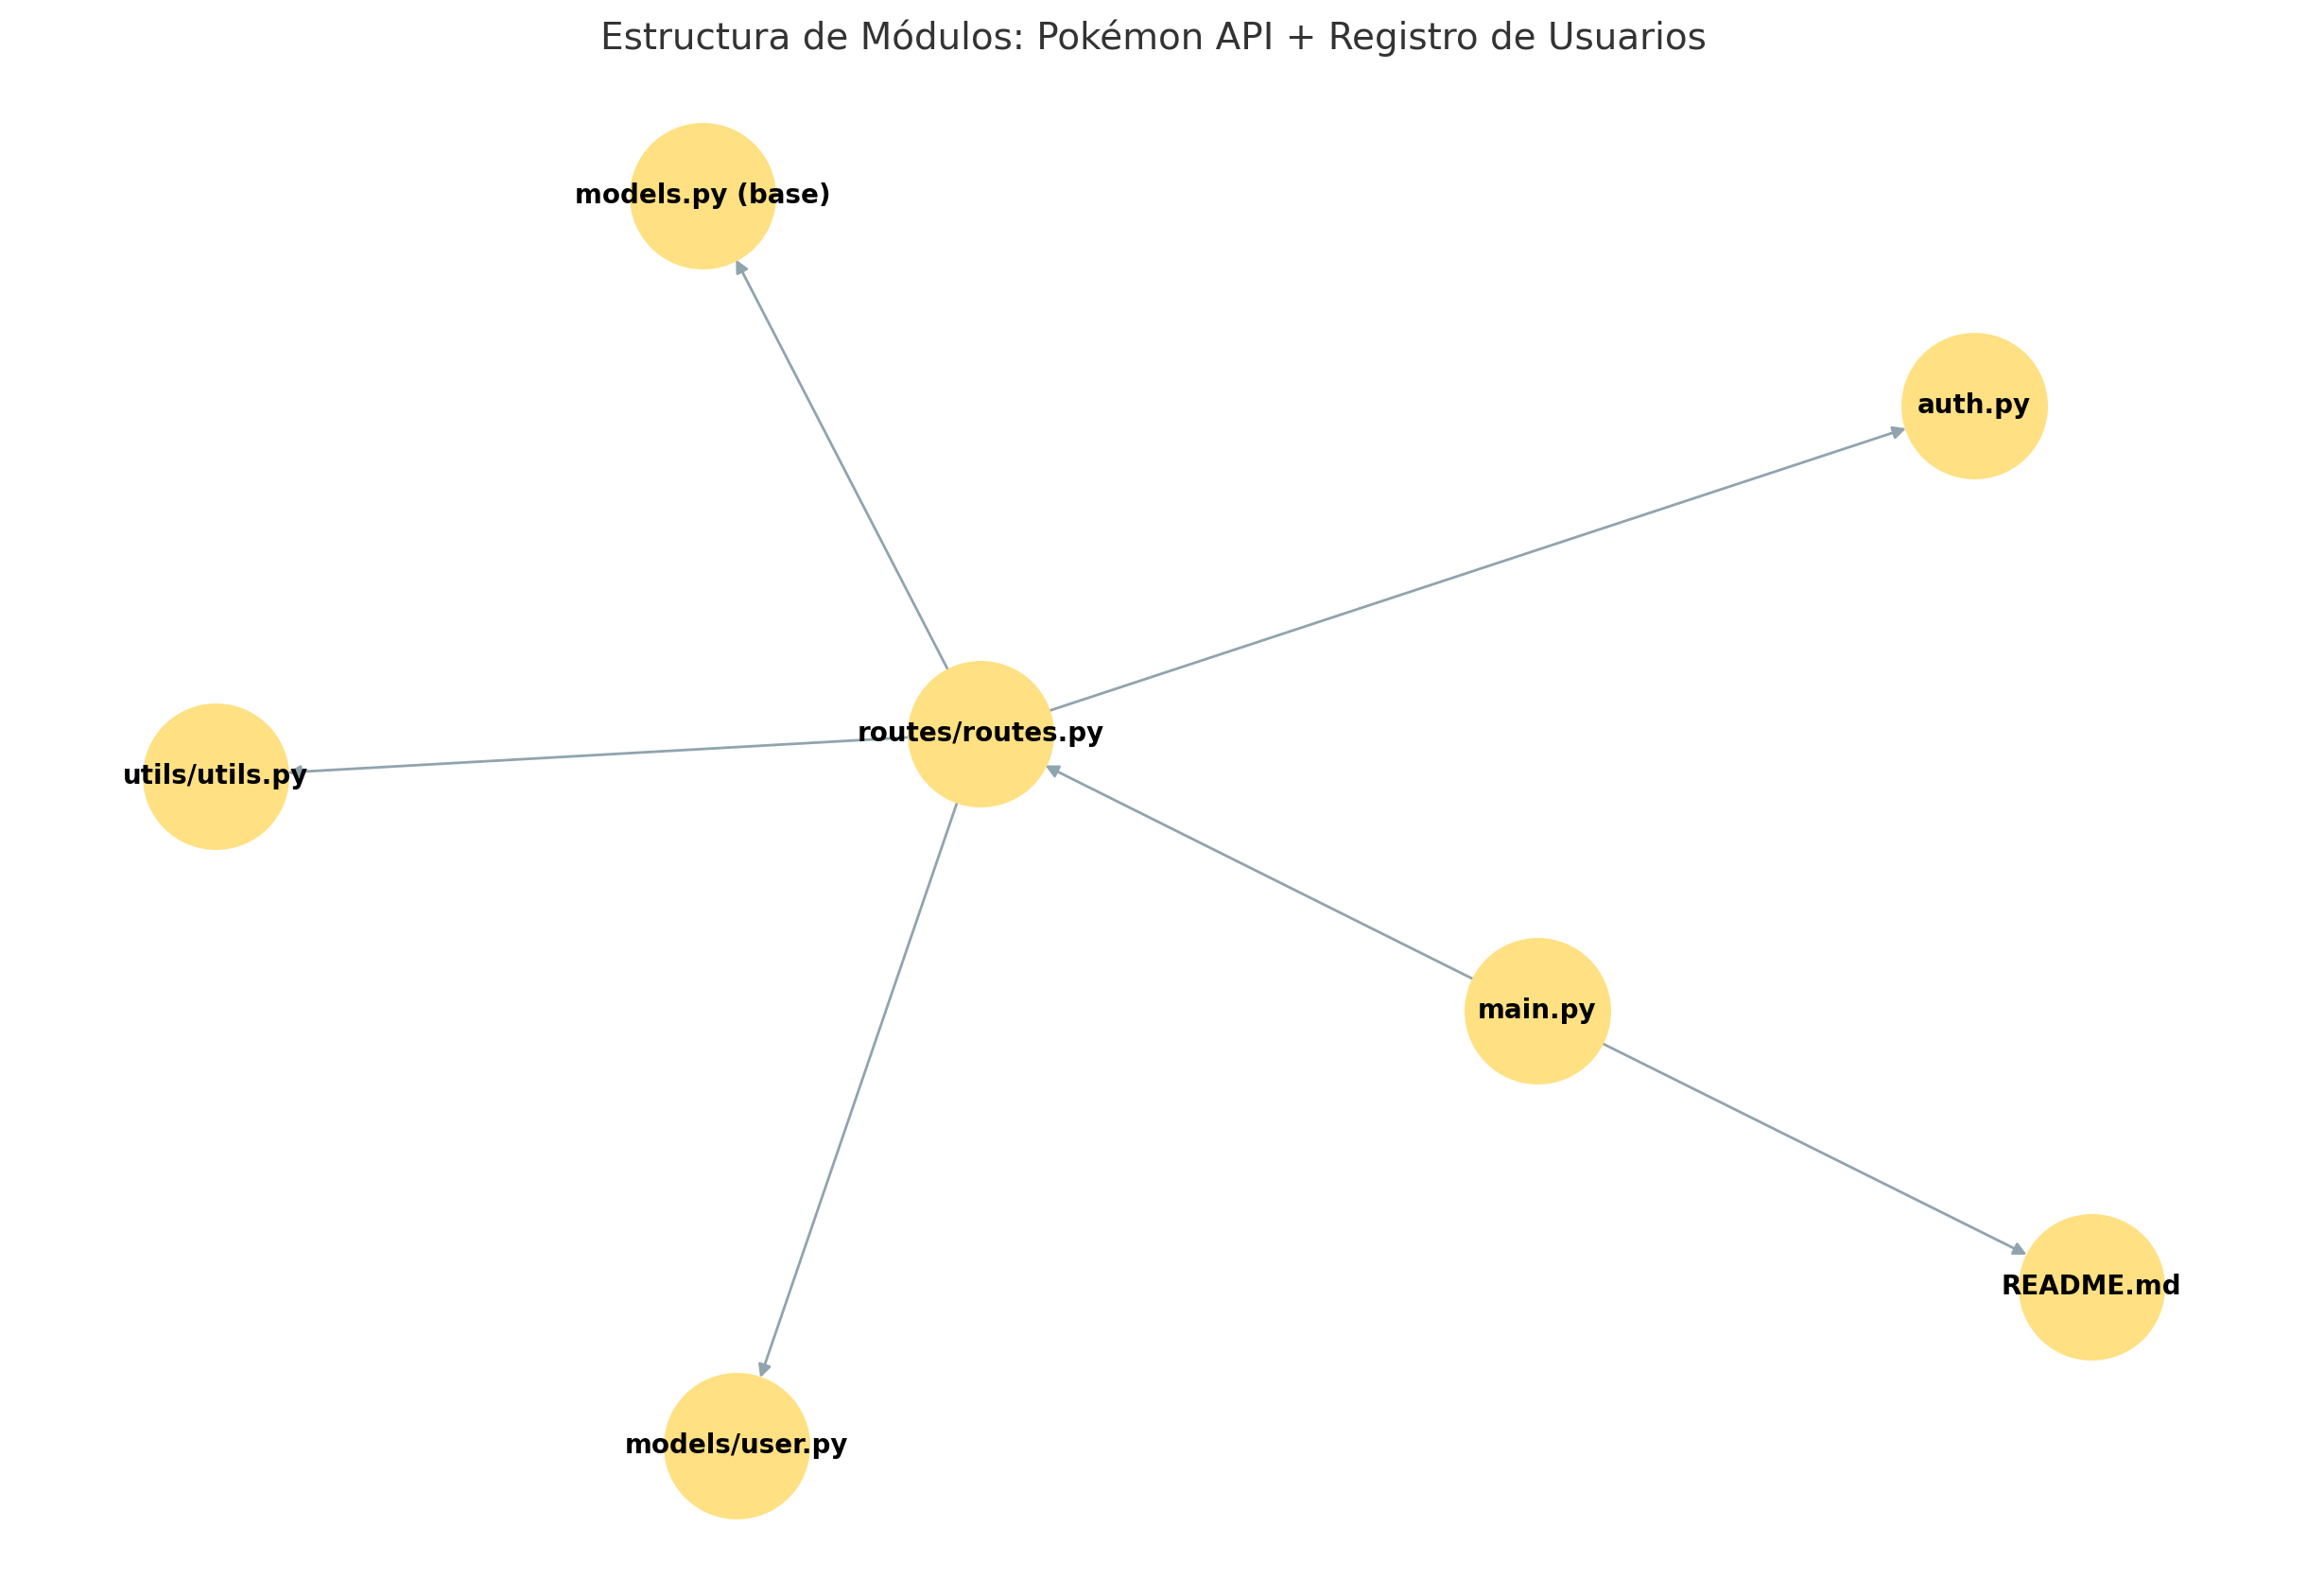 Estructura de Módulos: Pokémon API + Registro de Usuarios
models.py (base)
auth.py
routes/routes.py
utils/utils.py
main.py
README.md
models/user.py